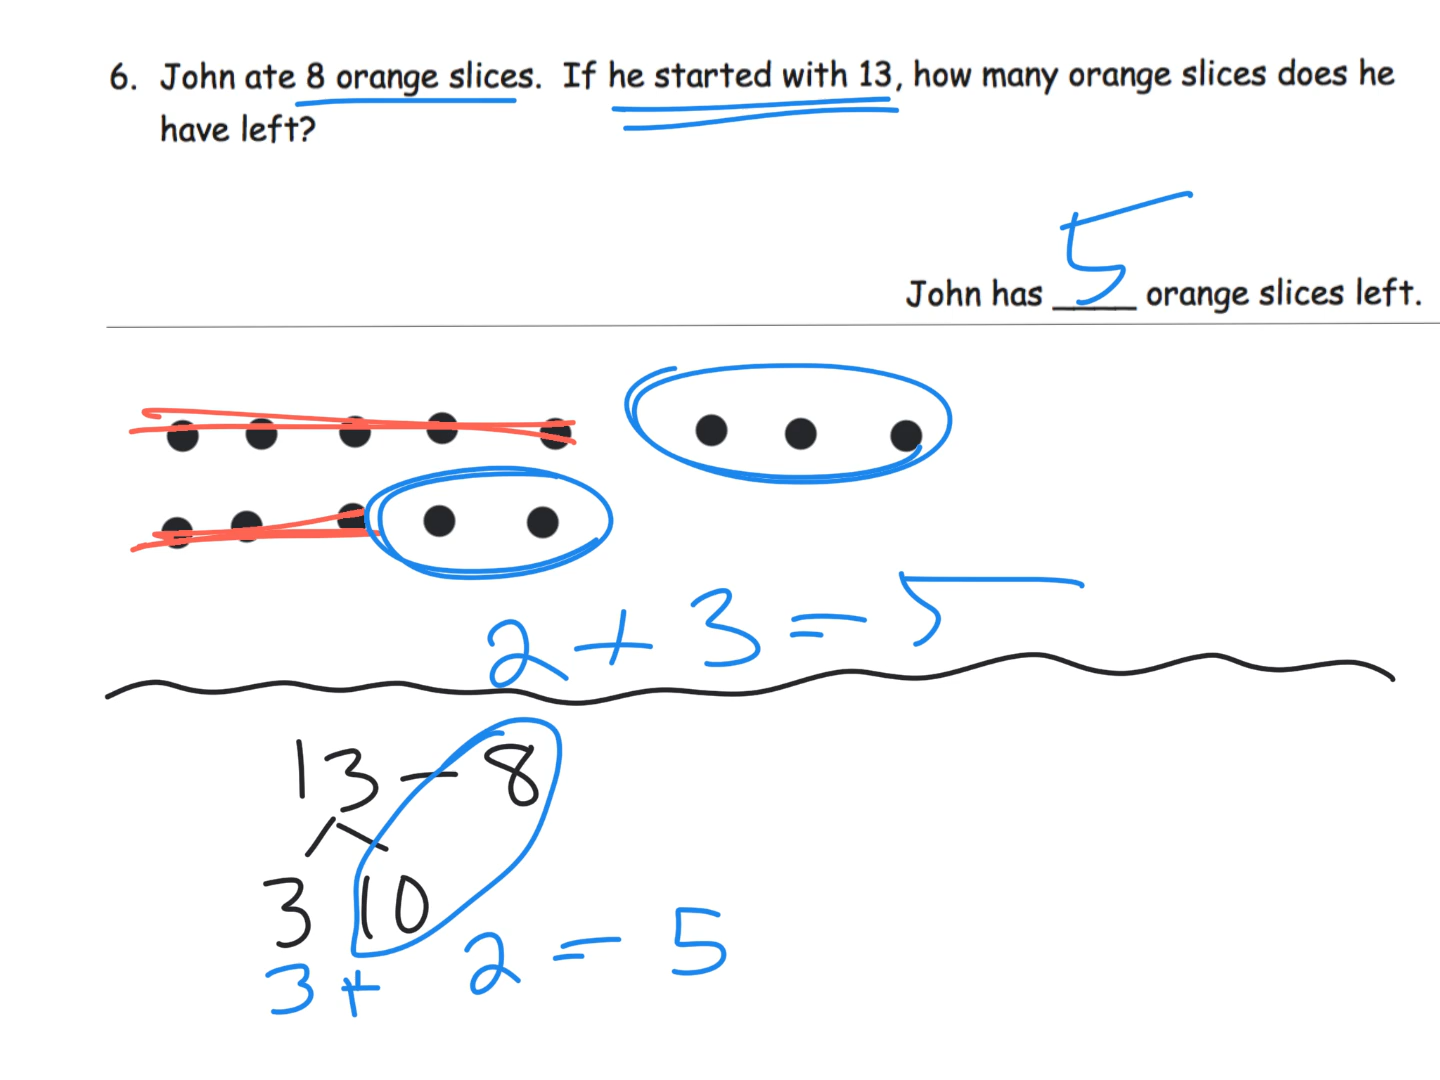 6. John ate 8 orange slices. If he started with 13, how many orange slices does he
have left?
5
John has ____ orange slices left.
2 + 3 = 5
13 - 8
3 10
3 + 2 = 5